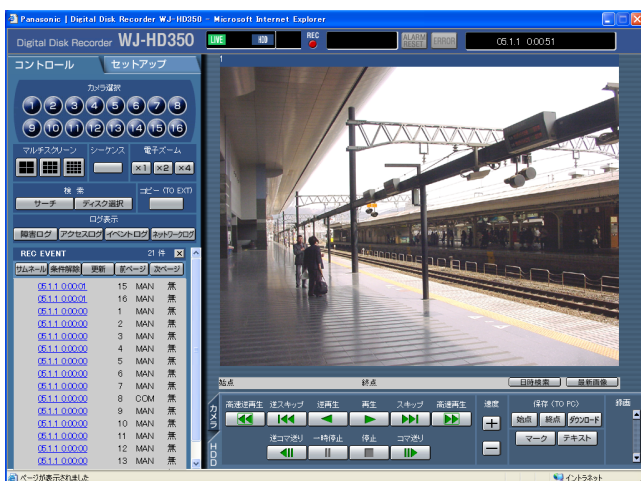 Panasonic | Digital Disk Recorder WJ-HD350 - Microsoft Internet Explorer
Digital Disk Recorder WJ-HD350
LIVE HDD REC ALARM RESET ERROR 05.1.1 0:00:51
コントロール セットアップ
1
カメラ選択
1 2 3 4 5 6 7 8
9 10 11 12 13 14 15 16
マルチスクリーン シーケンス 電子ズーム
×1 ×2 ×4
検索 コピー (TO EXT)
サーチ ディスク選択
ログ表示
障害ログ アクセスログ イベントログ ネットワークログ
REC EVENT 21 件
サムネール 条件解除 更新 前ページ 次ページ
05.1.1 0:00:01 15 MAN 無
05.1.1 0:00:01 16 MAN 無
05.1.1 0:00:00 1 MAN 無
05.1.1 0:00:00 2 MAN 無
05.1.1 0:00:00 3 MAN 無
05.1.1 0:00:00 4 MAN 無
05.1.1 0:00:00 5 MAN 無
05.1.1 0:00:00 6 MAN 無
05.1.1 0:00:00 7 MAN 無
05.1.1 0:00:00 8 COM 無
05.1.1 0:00:00 9 MAN 無
05.1.1 0:00:00 10 MAN 無
05.1.1 0:00:00 11 MAN 無
05.1.1 0:00:00 12 MAN 無
05.1.1 0:00:00 13 MAN 無
始点 終点 日時検索 最新画像
カメラ
HDD
高速逆再生 逆スキップ 逆再生 再生 スキップ 高速再生 速度 保存 (TO PC) 録画
始点 終点 ダウンロード
逆コマ送り 一時停止 停止 コマ送り
マーク テキスト
ページが表示されました イントラネット